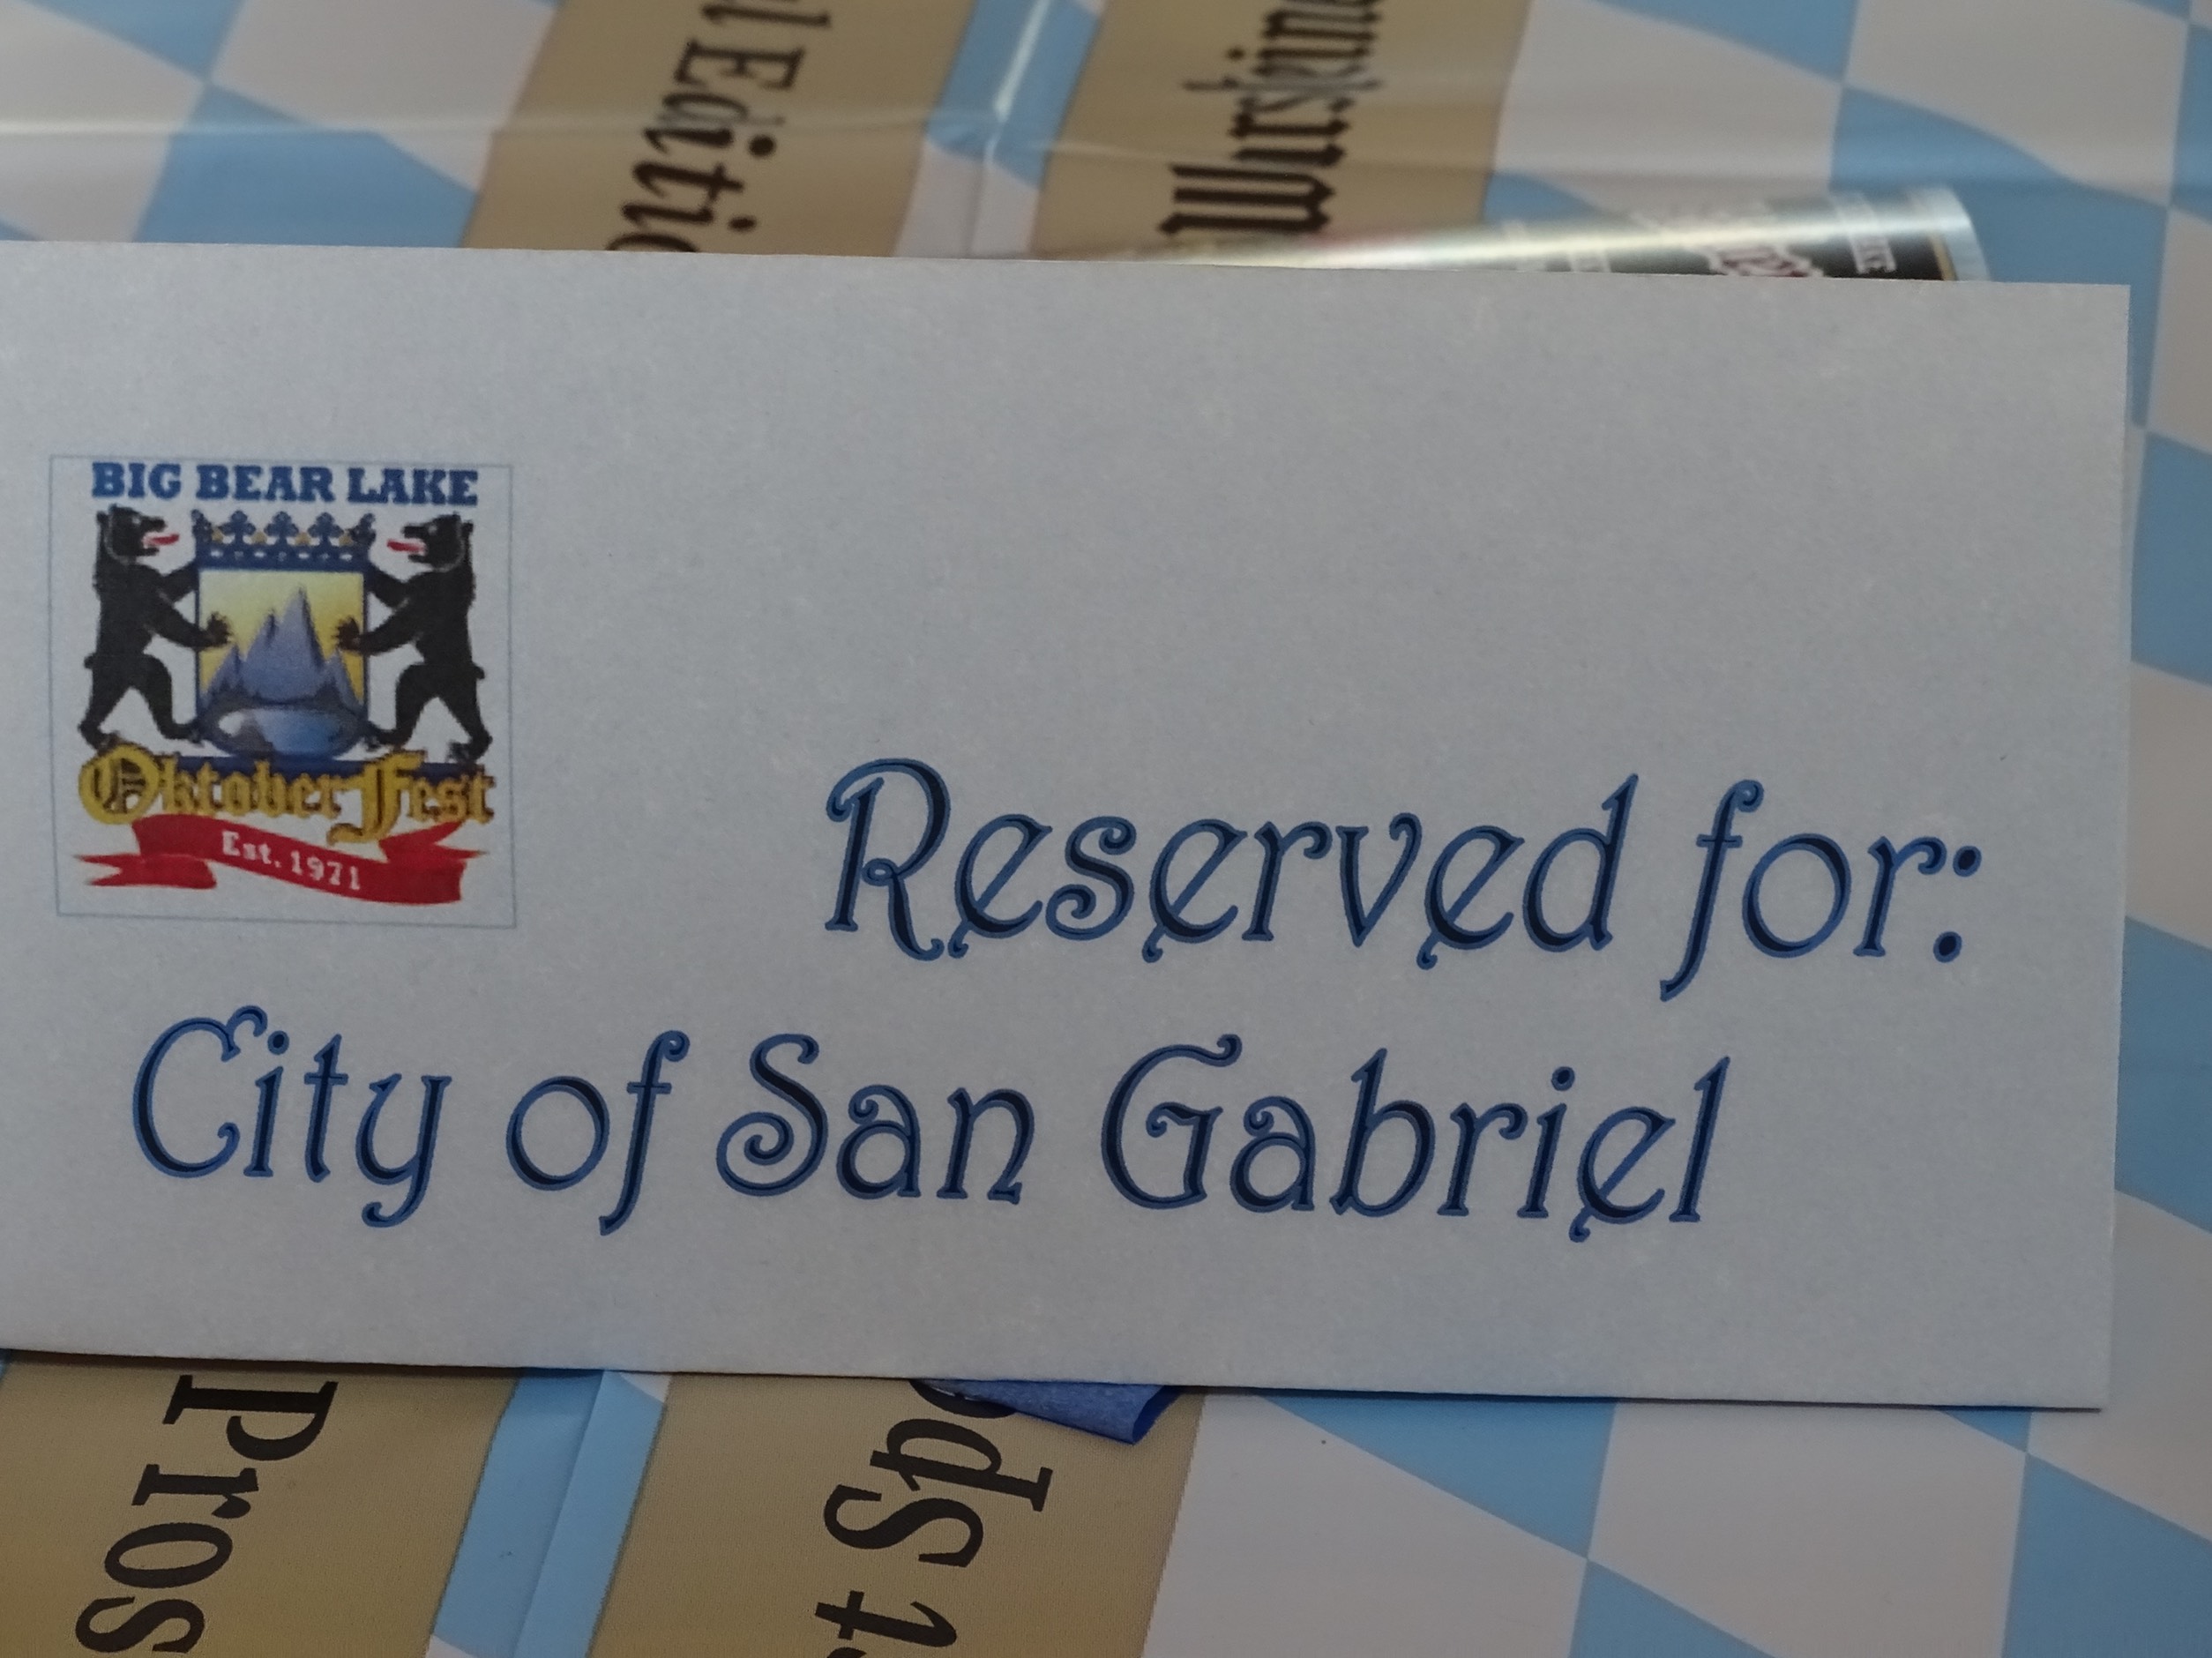 BIG BEAR LAKE
OktoberFest
Est. 1971
Reserved for:
City of San Gabriel